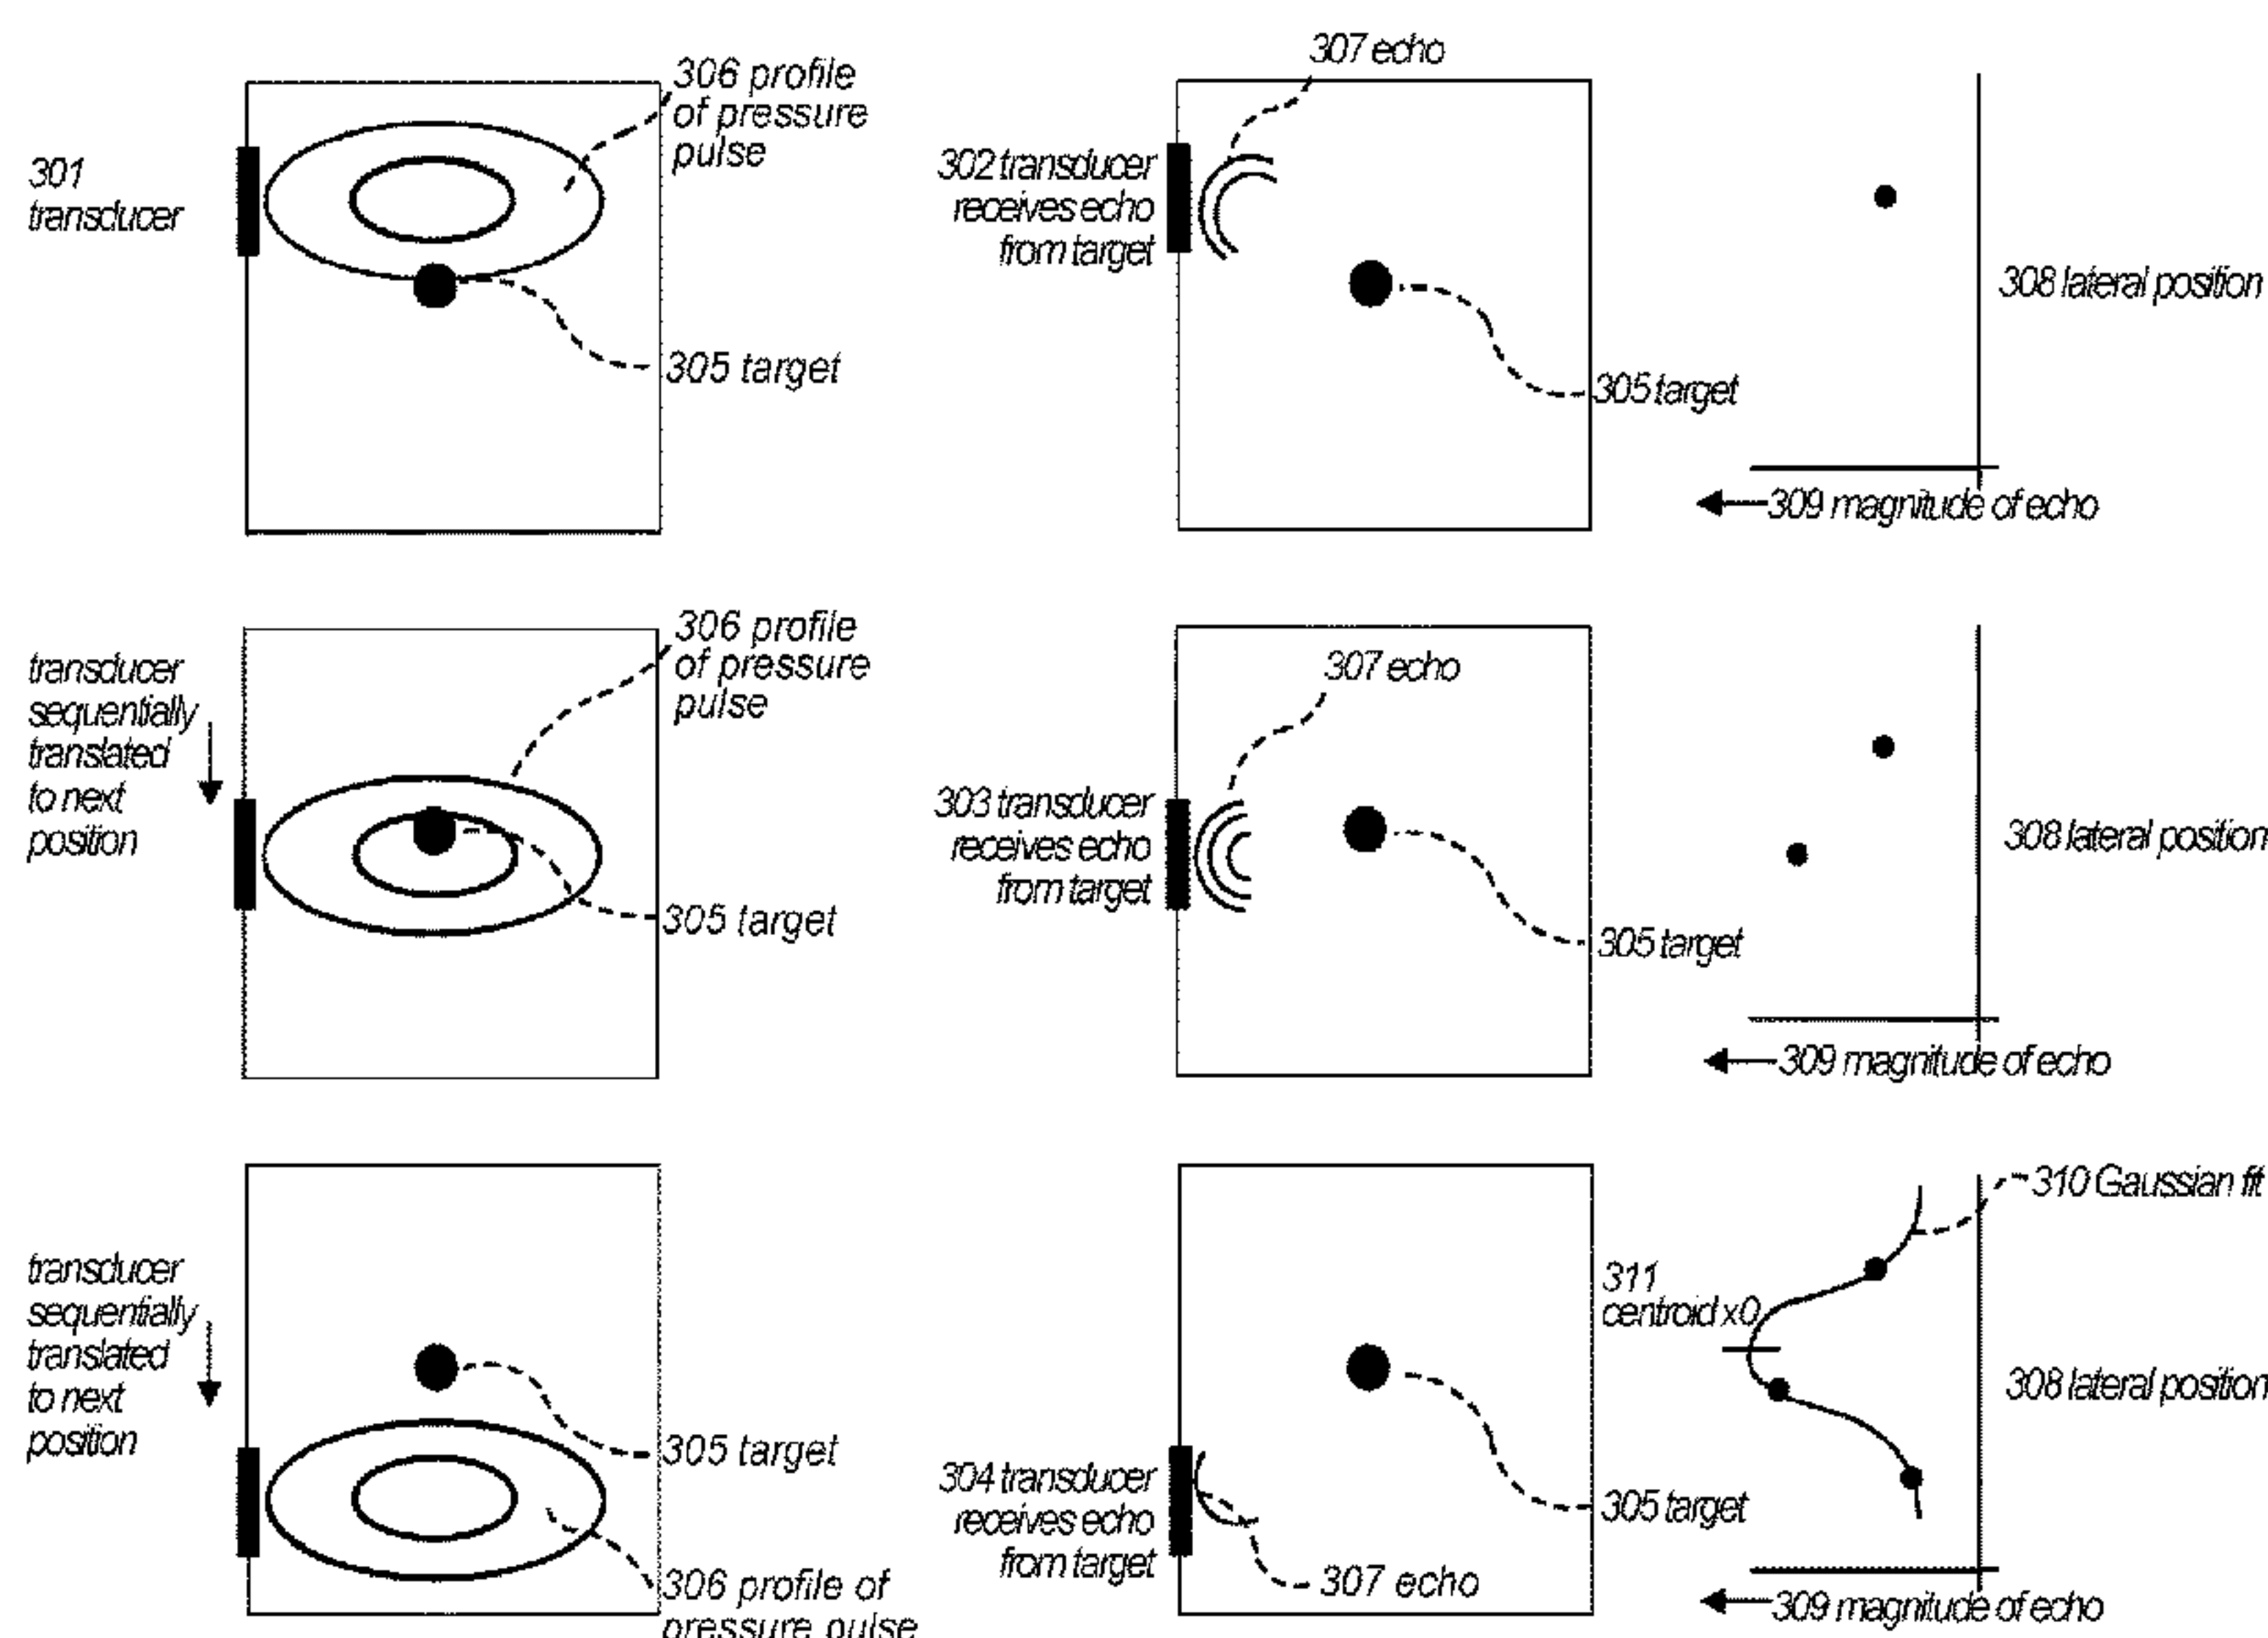 306 profile
of pressure
pulse
301
transducer
305 target
307 echo
302 transducer
receives echo
from target
305 target
308 lateral position
309 magnitude of echo
transducer
sequentially
translated
to next
position
306 profile
of pressure
pulse
305 target
307 echo
303 transducer
receives echo
from target
305 target
308 lateral position
309 magnitude of echo
transducer
sequentially
translated
to next
position
305 target
306 profile of
pressure pulse
304 transducer
receives echo
from target
305 target
307 echo
310 Gaussian fit
311
centroid x0
308 lateral position
309 magnitude of echo